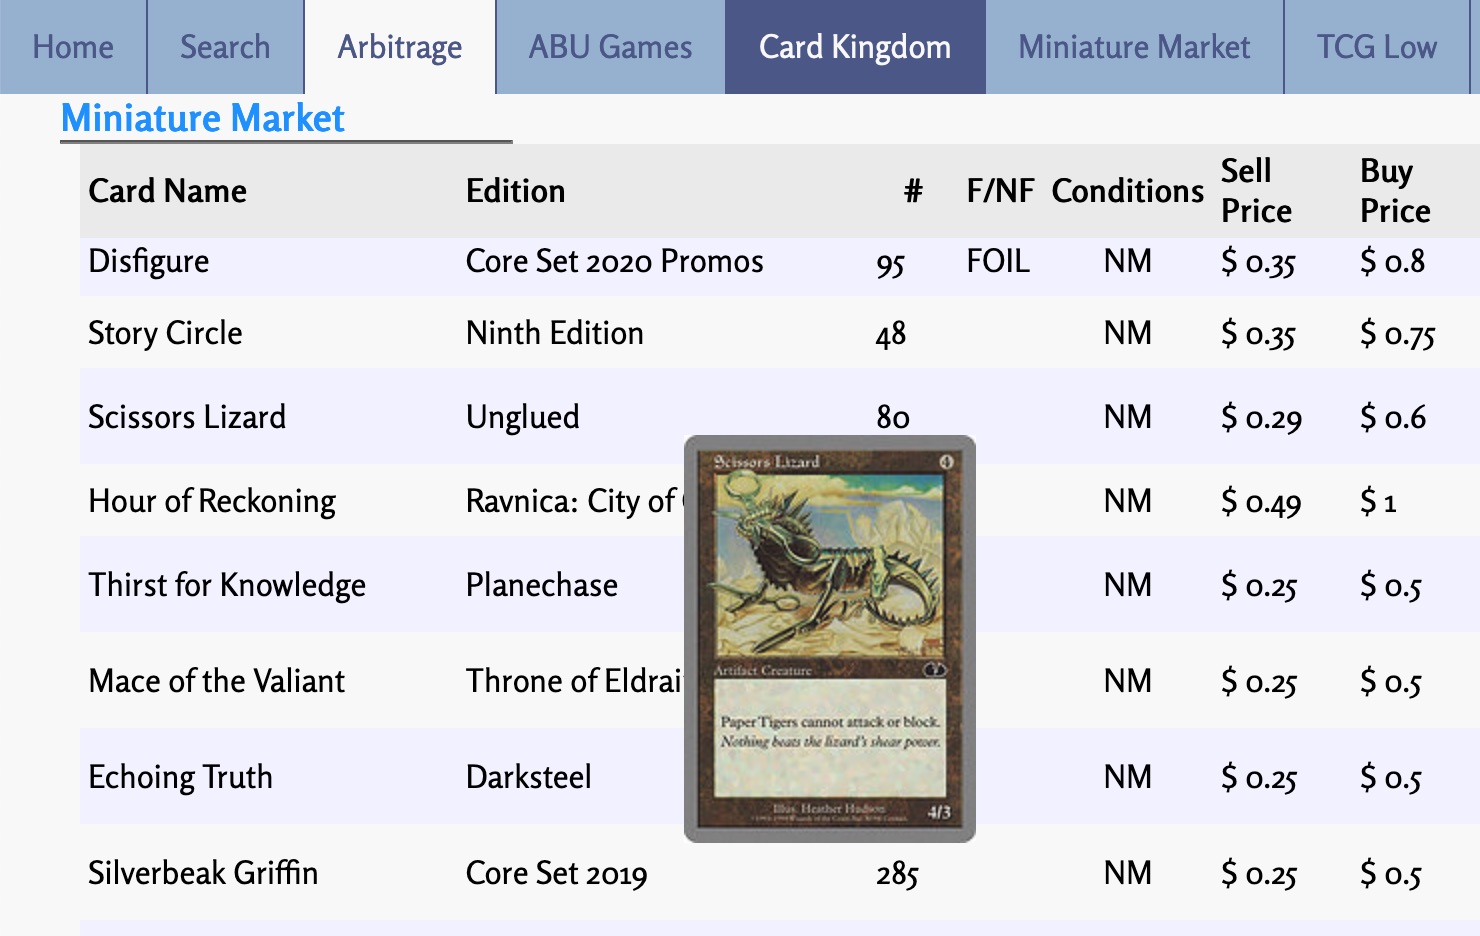 Home Search Arbitrage ABU Games Card Kingdom Miniature Market TCG Low
Miniature Market
Card Name Edition # F/NF Conditions Sell Price Buy Price
Disfigure Core Set 2020 Promos 95 FOIL NM $ 0.35 $ 0.8
Story Circle Ninth Edition 48 NM $ 0.35 $ 0.75
Scissors Lizard Unglued 80 NM $ 0.29 $ 0.6
Scissors Lizard 4
Hour of Reckoning Ravnica: City of NM $ 0.49 $ 1
Thirst for Knowledge Planechase NM $ 0.25 $ 0.5
Artifact Creature
Mace of the Valiant Throne of Eldrai NM $ 0.25 $ 0.5
Paper Tigers cannot attack or block.
Nothing beats the lizard's shear power.
Echoing Truth Darksteel NM $ 0.25 $ 0.5
Illus. Heather Hudson
4/3
Silverbeak Griffin Core Set 2019 285 NM $ 0.25 $ 0.5